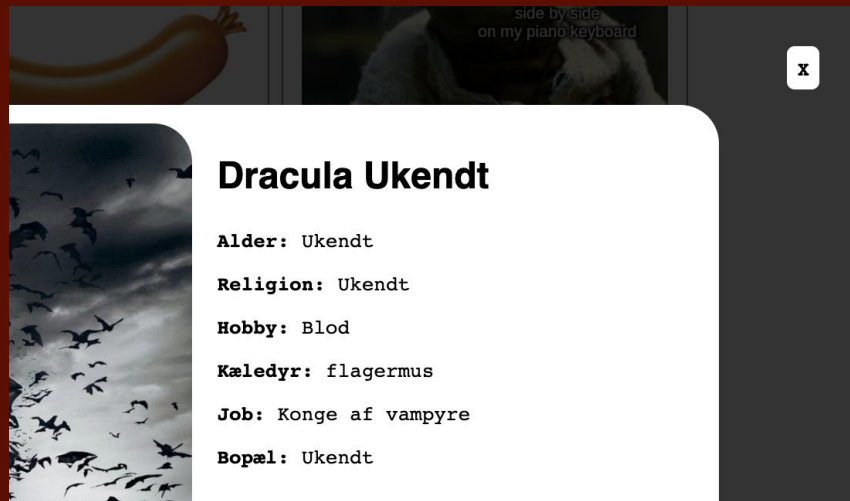 side by side
on my piano keyboard
x
Dracula Ukendt
Alder: Ukendt
Religion: Ukendt
Hobby: Blod
Kæledyr: flagermus
Job: Konge af vampyre
Bopæl: Ukendt